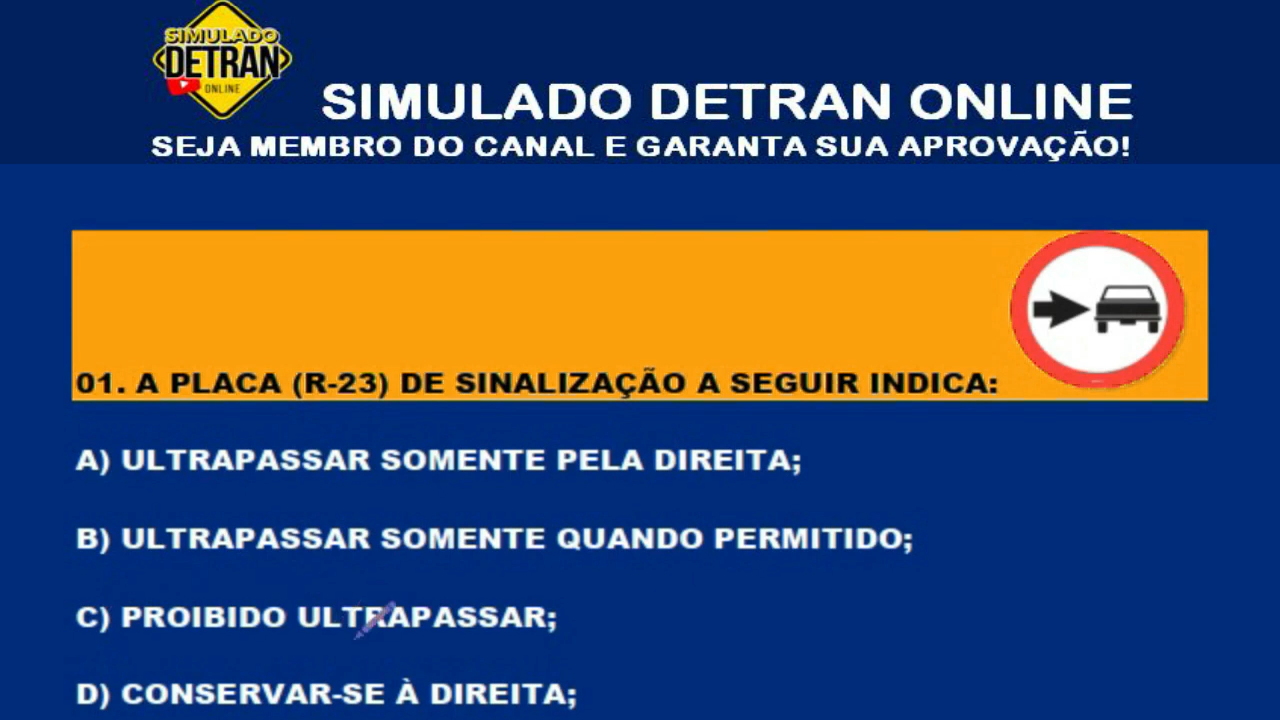 SIMULADO
DETRAN
ONLINE
SIMULADO DETRAN ONLINE
SEJA MEMBRO DO CANAL E GARANTA SUA APROVAÇÃO!
01. A PLACA (R-23) DE SINALIZAÇÃO A SEGUIR INDICA:
A) ULTRAPASSAR SOMENTE PELA DIREITA;
B) ULTRAPASSAR SOMENTE QUANDO PERMITIDO;
C) PROIBIDO ULTRAPASSAR;
D) CONSERVAR-SE À DIREITA;